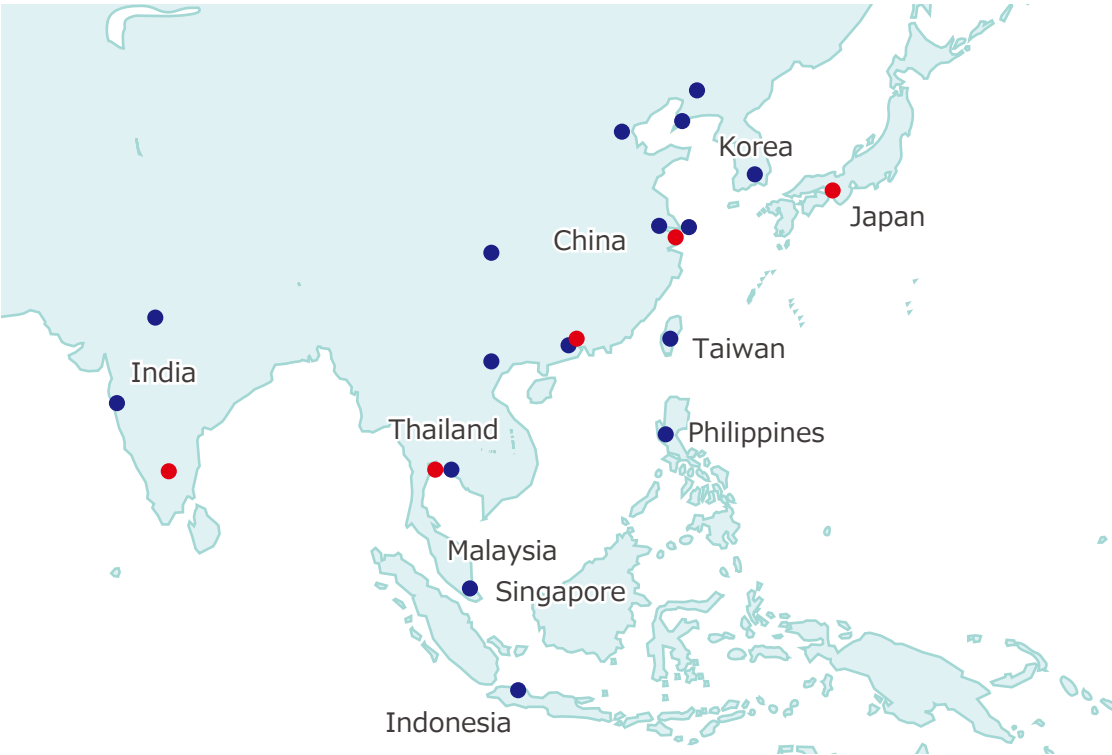 Korea
Japan
China
Taiwan
India
Thailand
Philippines
Malaysia
Singapore
Indonesia